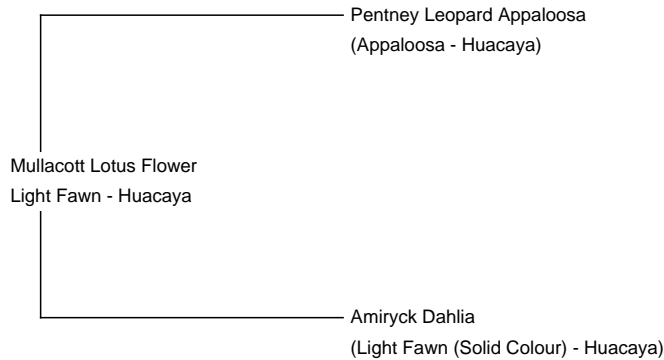 Pentney Leopard Appaloosa
(Appaloosa - Huacaya)
Mullacott Lotus Flower
Light Fawn - Huacaya
Amiryck Dahlia
(Light Fawn (Solid Colour) - Huacaya)